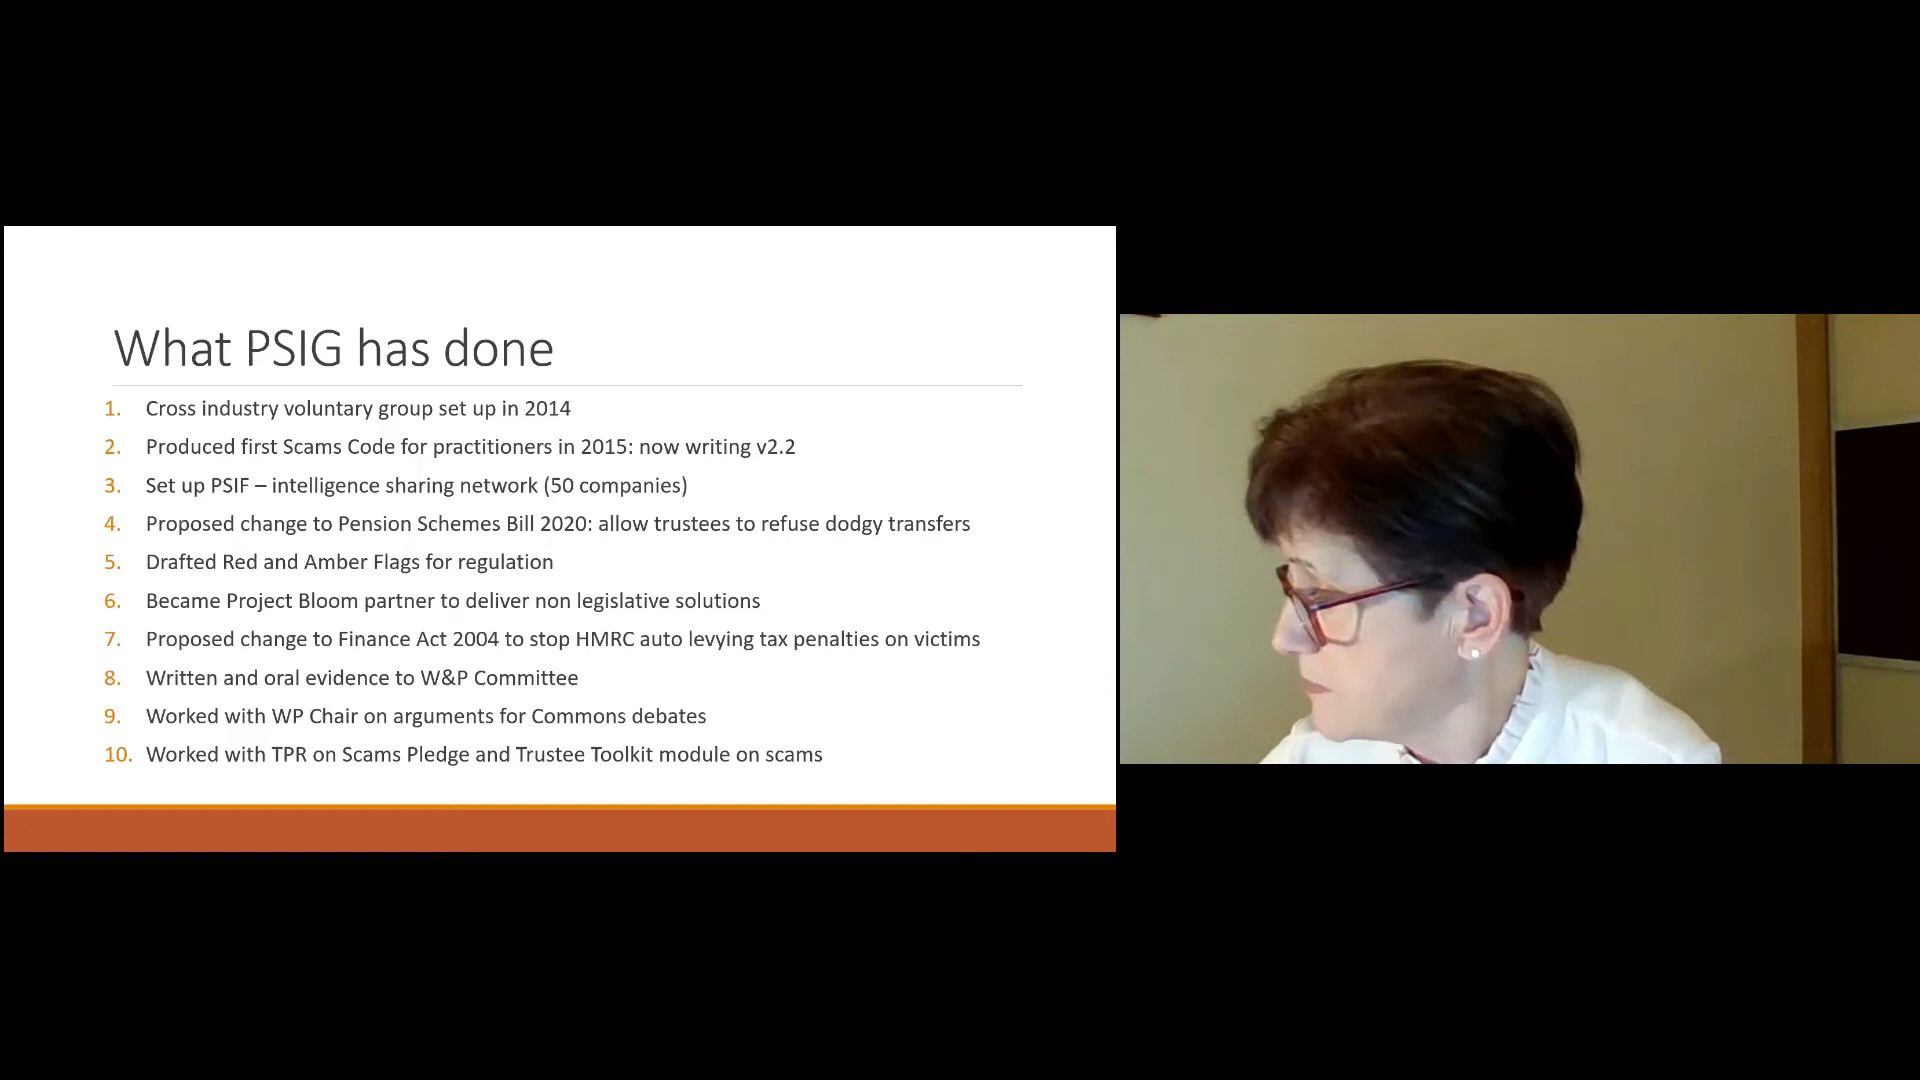 What PSIG has done
1. Cross industry voluntary group set up in 2014
2. Produced first Scams Code for practitioners in 2015: now writing v2.2
3. Set up PSIF – intelligence sharing network (50 companies)
4. Proposed change to Pension Schemes Bill 2020: allow trustees to refuse dodgy transfers
5. Drafted Red and Amber Flags for regulation
6. Became Project Bloom partner to deliver non legislative solutions
7. Proposed change to Finance Act 2004 to stop HMRC auto levying tax penalties on victims
8. Written and oral evidence to W&P Committee
9. Worked with WP Chair on arguments for Commons debates
10. Worked with TPR on Scams Pledge and Trustee Toolkit module on scams